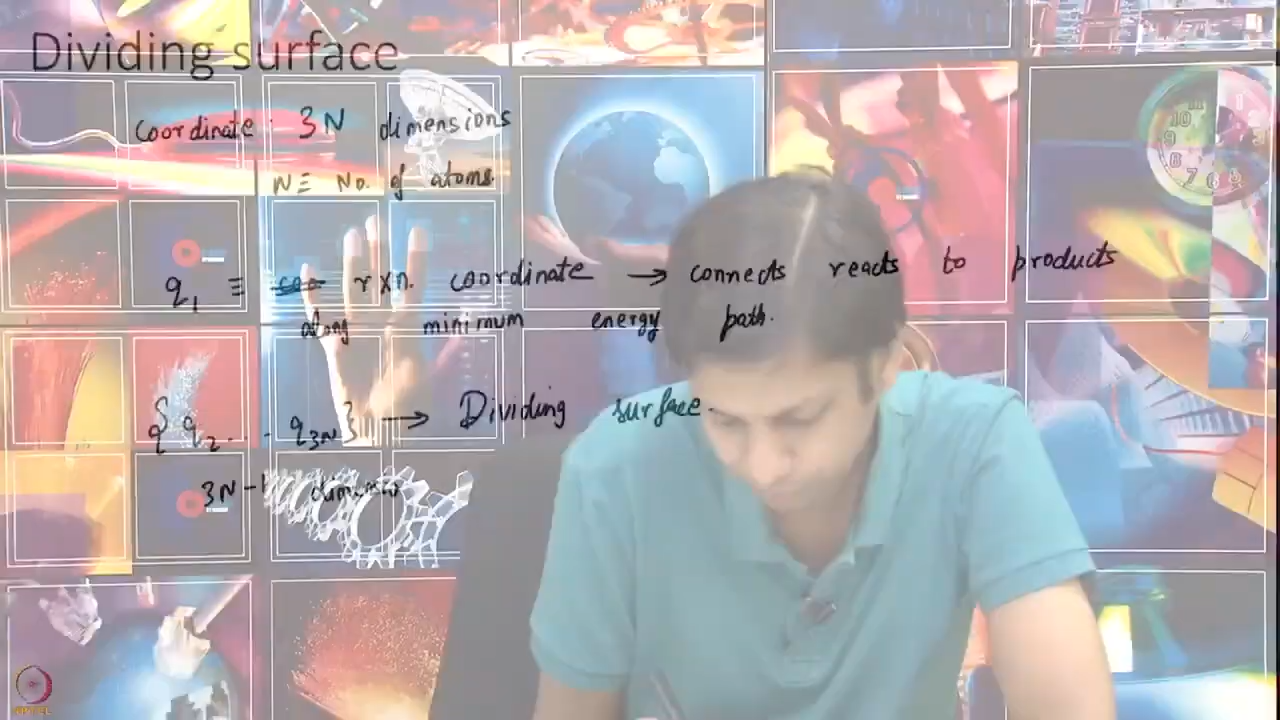 Dividing surface
coordinate : 3N dimensions
N ≡ No. of atoms.
q₁ ≡ rxn. coordinate → connects reacts to products
along minimum energy path.
{ q₂ . . q₃N } → Dividing surface.
3N-1